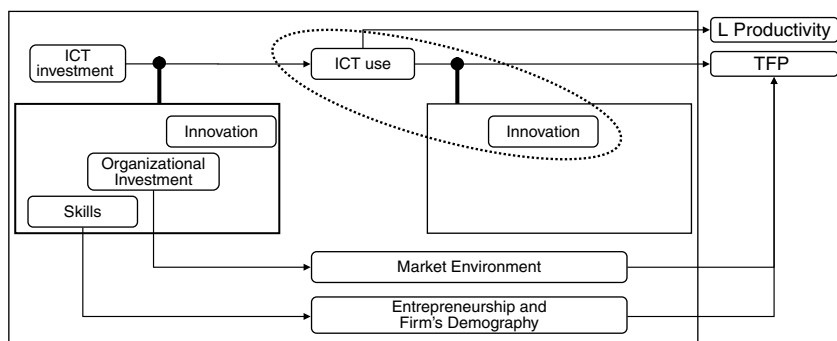 L Productivity
ICT
investment
ICT use
TFP
Innovation
Innovation
Organizational
Investment
Skills
Market Environment
Entrepreneurship and
Firm's Demography